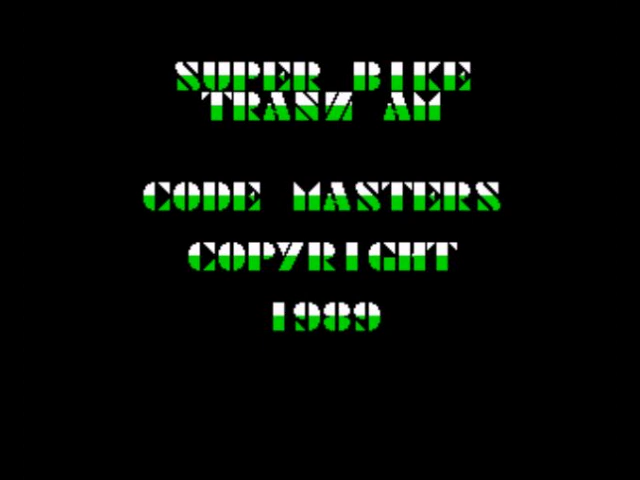 SUPER BIKE
TRANZ AM
CODE MASTERS
COPYRIGHT
1989